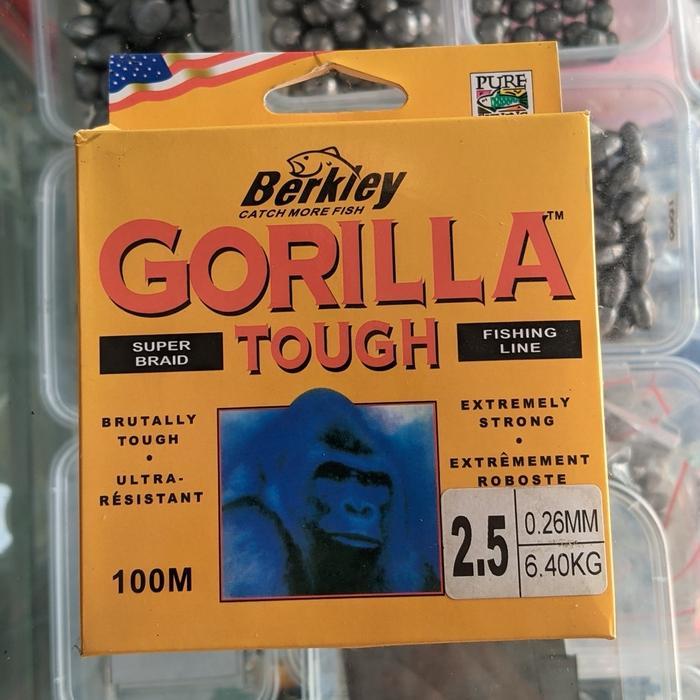 PURE
Berkley
CATCH MORE FISH
GORILLA™
SUPER
BRAID
TOUGH
FISHING
LINE
BRUTALLY
TOUGH
•
ULTRA-
RÉSISTANT
EXTREMELY
STRONG
•
EXTRÊMEMENT
ROBOSTE
100M
2.5
0.26MM
6.40KG